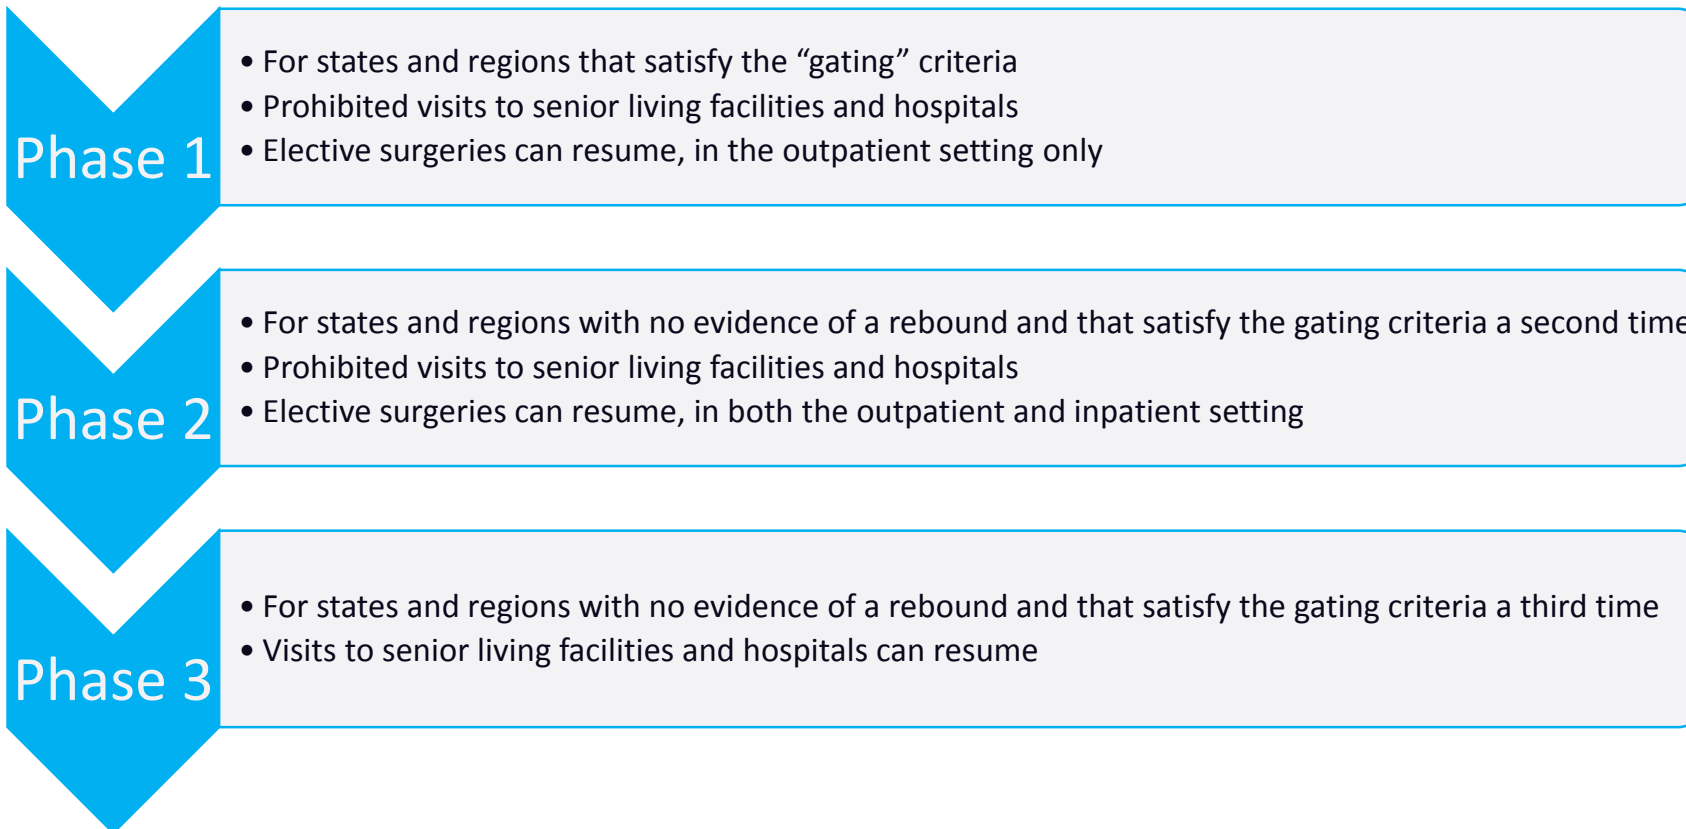 Phase 1
• For states and regions that satisfy the “gating” criteria
• Prohibited visits to senior living facilities and hospitals
• Elective surgeries can resume, in the outpatient setting only
Phase 2
• For states and regions with no evidence of a rebound and that satisfy the gating criteria a second time
• Prohibited visits to senior living facilities and hospitals
• Elective surgeries can resume, in both the outpatient and inpatient setting
Phase 3
• For states and regions with no evidence of a rebound and that satisfy the gating criteria a third time
• Visits to senior living facilities and hospitals can resume